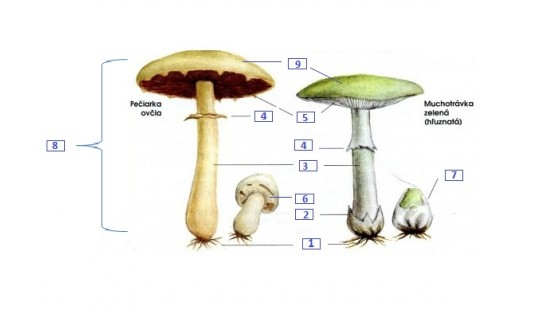 9
Pečiarka
ovčia
5
4
Muchotrávka
zelená
(hľuznatá)
8
4
3
7
6
2
1